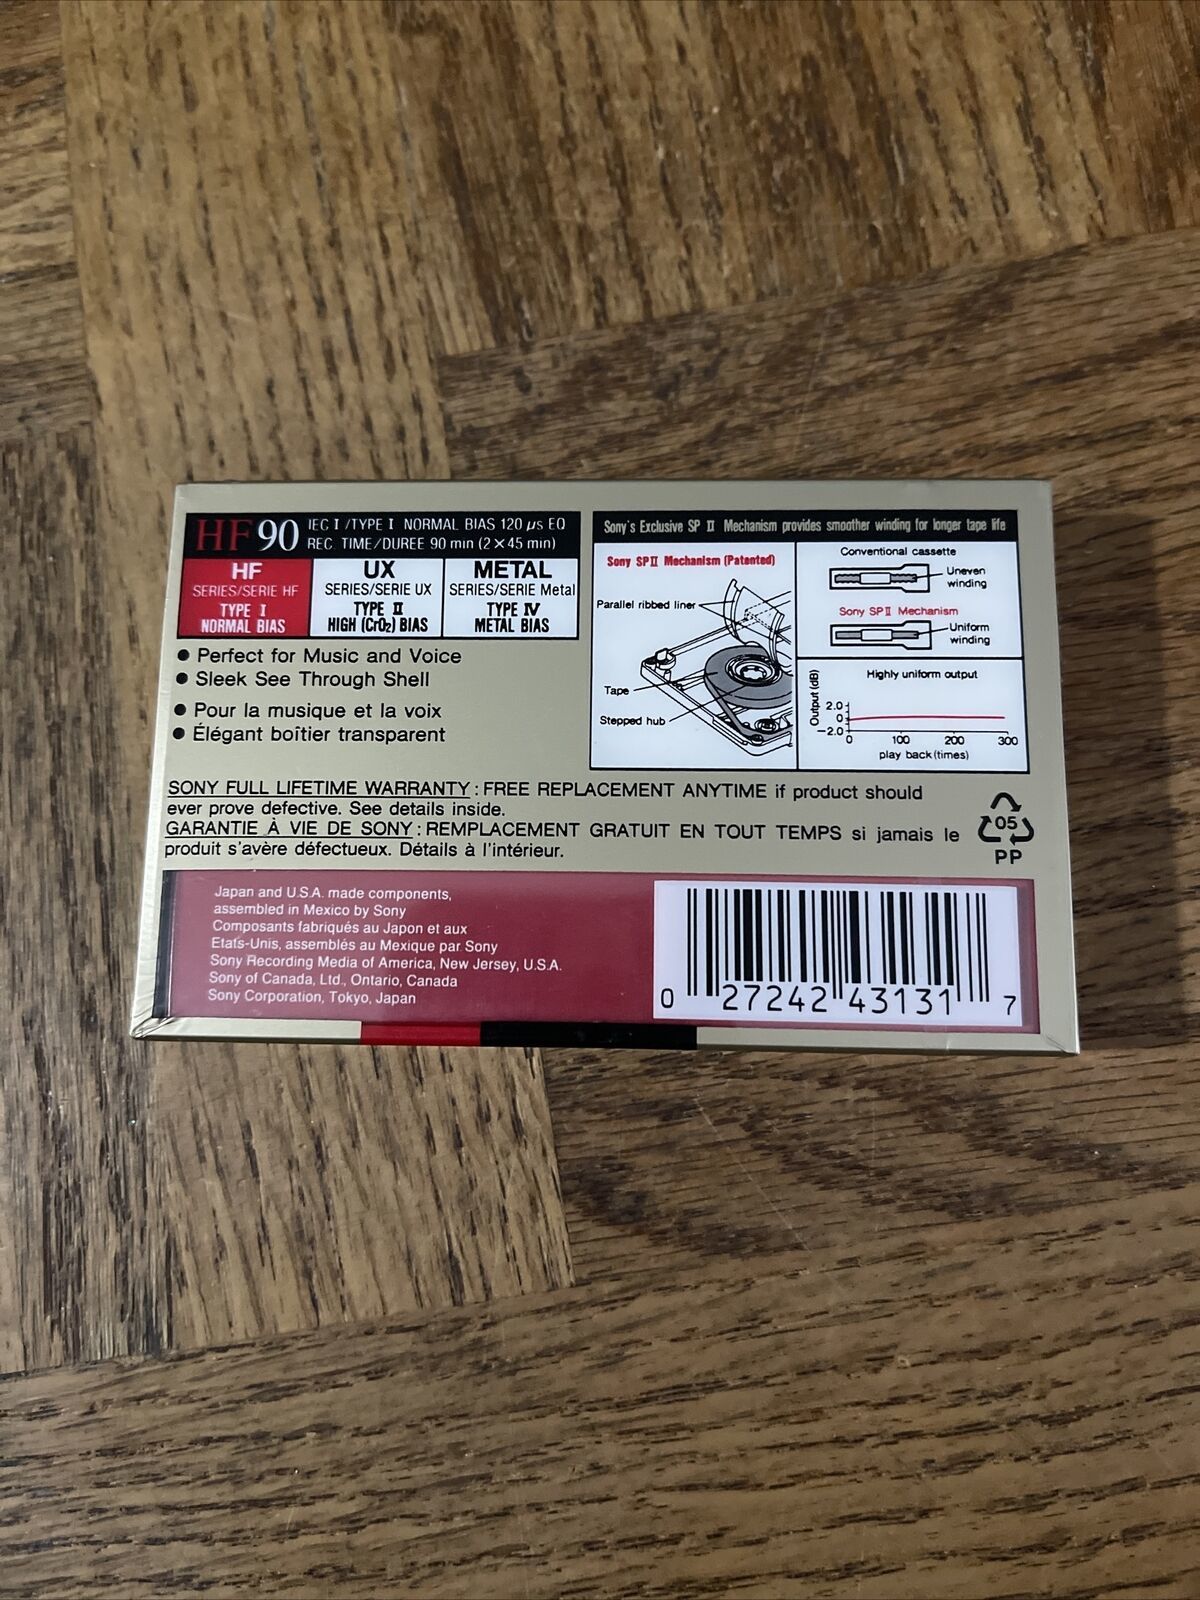 HF 90 IEC I / TYPE I NORMAL BIAS 120 µs EQ
REC. TIME/DUREE 90 min (2×45 min)
HF
SERIES/SERIE HF
TYPE I
NORMAL BIAS
UX
SERIES/SERIE UX
TYPE II
HIGH (CrO₂) BIAS
METAL
SERIES/SERIE Metal
TYPE IV
METAL BIAS
● Perfect for Music and Voice
● Sleek See Through Shell
● Pour la musique et la voix
● Élégant boîtier transparent
Sony's Exclusive SP II Mechanism provides smoother winding for longer tape life
Sony SPII Mechanism (Patented)
Parallel ribbed liner
Tape
Stepped hub
Conventional cassette
Uneven
winding
Sony SPII Mechanism
Uniform
winding
Highly uniform output
Output (dB)
2.0
0
-2.0
0 100 200 300
play back (times)
SONY FULL LIFETIME WARRANTY : FREE REPLACEMENT ANYTIME if product should
ever prove defective. See details inside.
GARANTIE À VIE DE SONY : REMPLACEMENT GRATUIT EN TOUT TEMPS si jamais le
produit s'avère défectueux. Détails à l'intérieur.
05
PP
Japan and U.S.A. made components,
assembled in Mexico by Sony
Composants fabriqués au Japon et aux
Etats-Unis, assemblés au Mexique par Sony
Sony Recording Media of America, New Jersey, U.S.A.
Sony of Canada, Ltd., Ontario, Canada
Sony Corporation, Tokyo, Japan
0 27242 43131 7